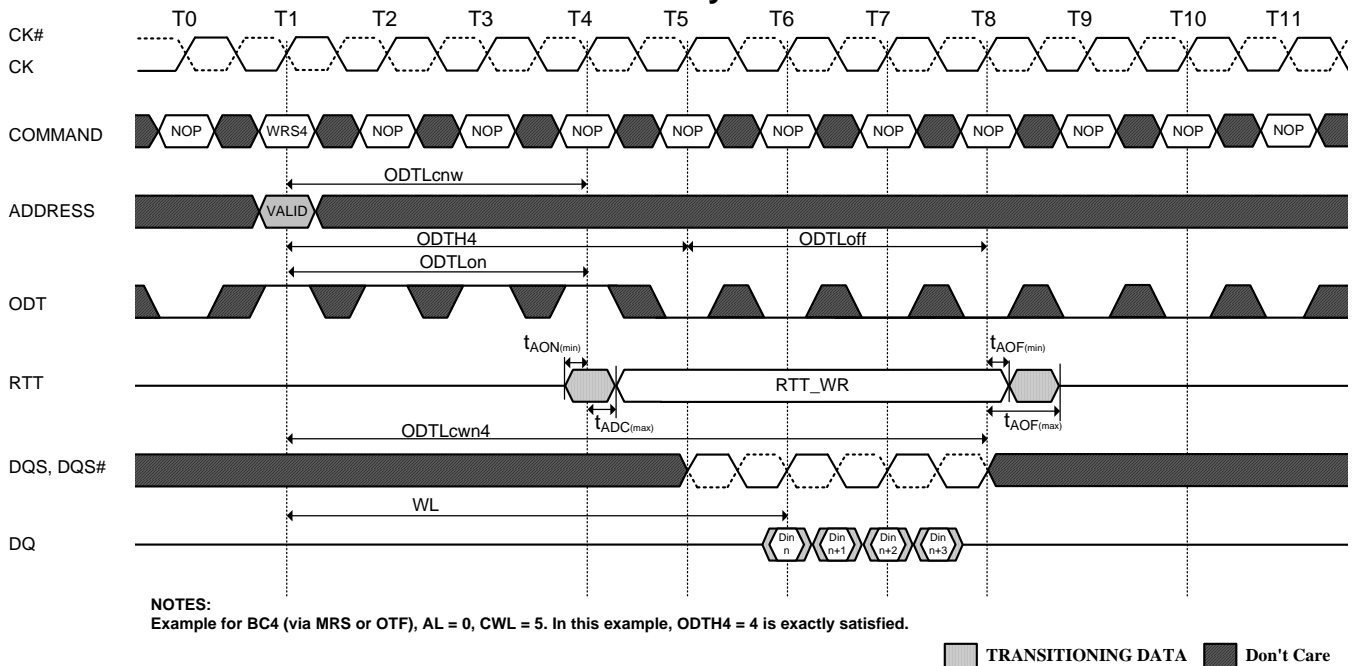 T0 T1 T2 T3 T4 T5 T6 T7 T8 T9 T10 T11
CK#
CK
COMMAND NOP WRS4 NOP NOP NOP NOP NOP NOP NOP NOP NOP NOP
ODTLcnw
ADDRESS VALID
ODTH4 ODTLoff
ODTLon
ODT
tAON(min) tAOF(min)
RTT RTT_WR
tADC(max) tAOF(max)
ODTLcwn4
DQS, DQS#
WL
DQ Din n Din n+1 Din n+2 Din n+3
NOTES:
Example for BC4 (via MRS or OTF), AL = 0, CWL = 5. In this example, ODTH4 = 4 is exactly satisfied.
TRANSITIONING DATA Don't Care